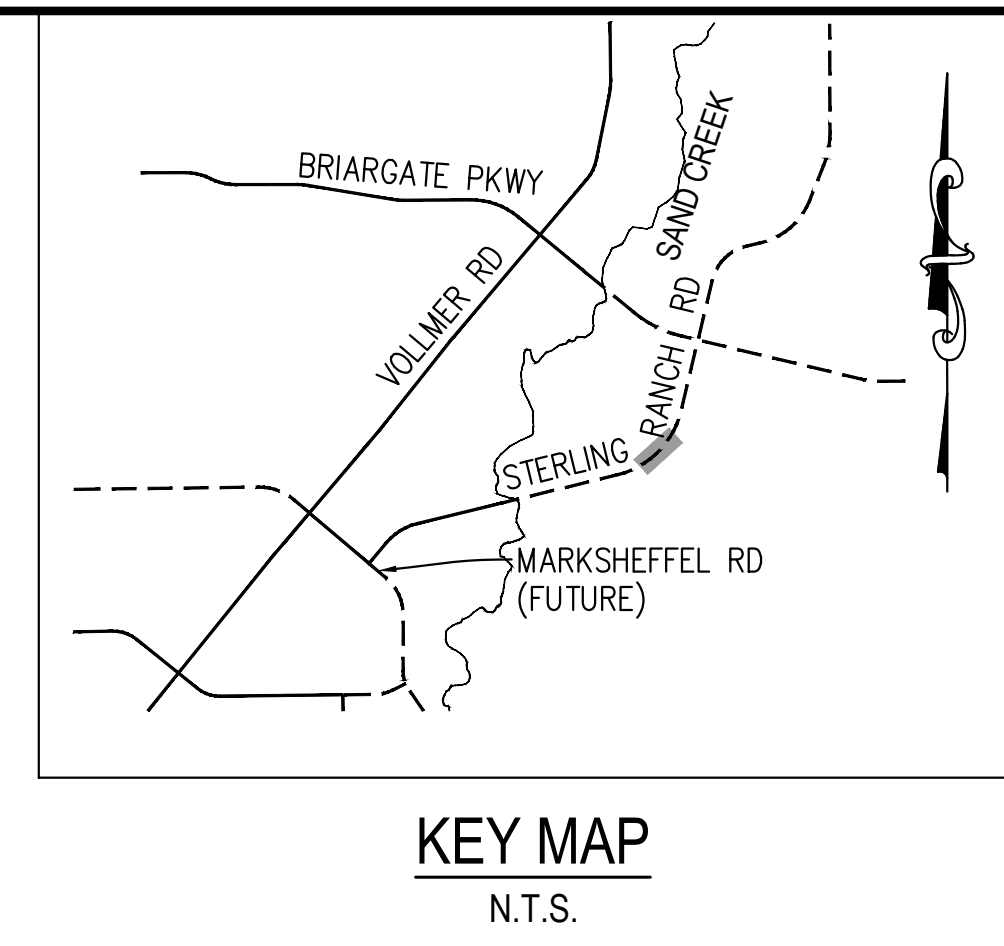 BRIARGATE PKWY
SAND CREEK
VOLLMER RD
STERLING RANCH RD
MARKSHEFFEL RD
(FUTURE)
KEY MAP
N.T.S.